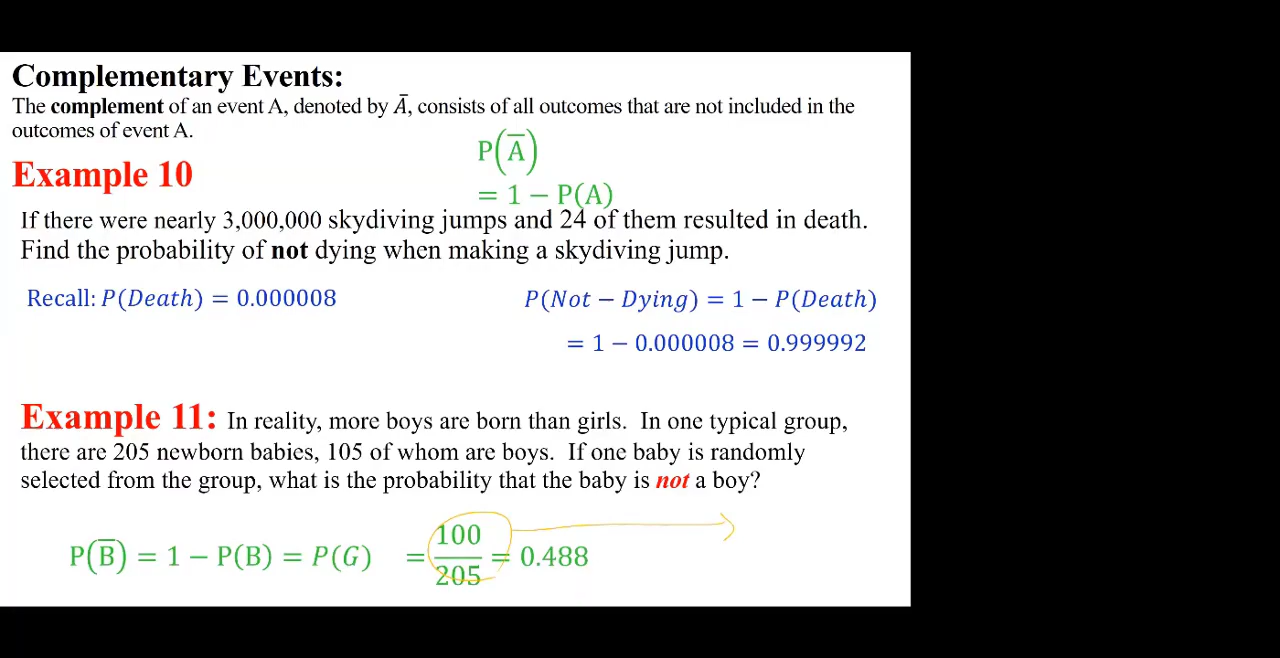 Complementary Events:
The complement of an event A, denoted by Ā, consists of all outcomes that are not included in the
outcomes of event A.
P(A̅)
= 1 − P(A)
Example 10
If there were nearly 3,000,000 skydiving jumps and 24 of them resulted in death.
Find the probability of not dying when making a skydiving jump.
Recall: P(Death) = 0.000008
P(Not − Dying) = 1 − P(Death)
= 1 − 0.000008 = 0.999992
Example 11: In reality, more boys are born than girls. In one typical group,
there are 205 newborn babies, 105 of whom are boys. If one baby is randomly
selected from the group, what is the probability that the baby is not a boy?
P(B̅) = 1 − P(B) = P(G) = 100/205 = 0.488